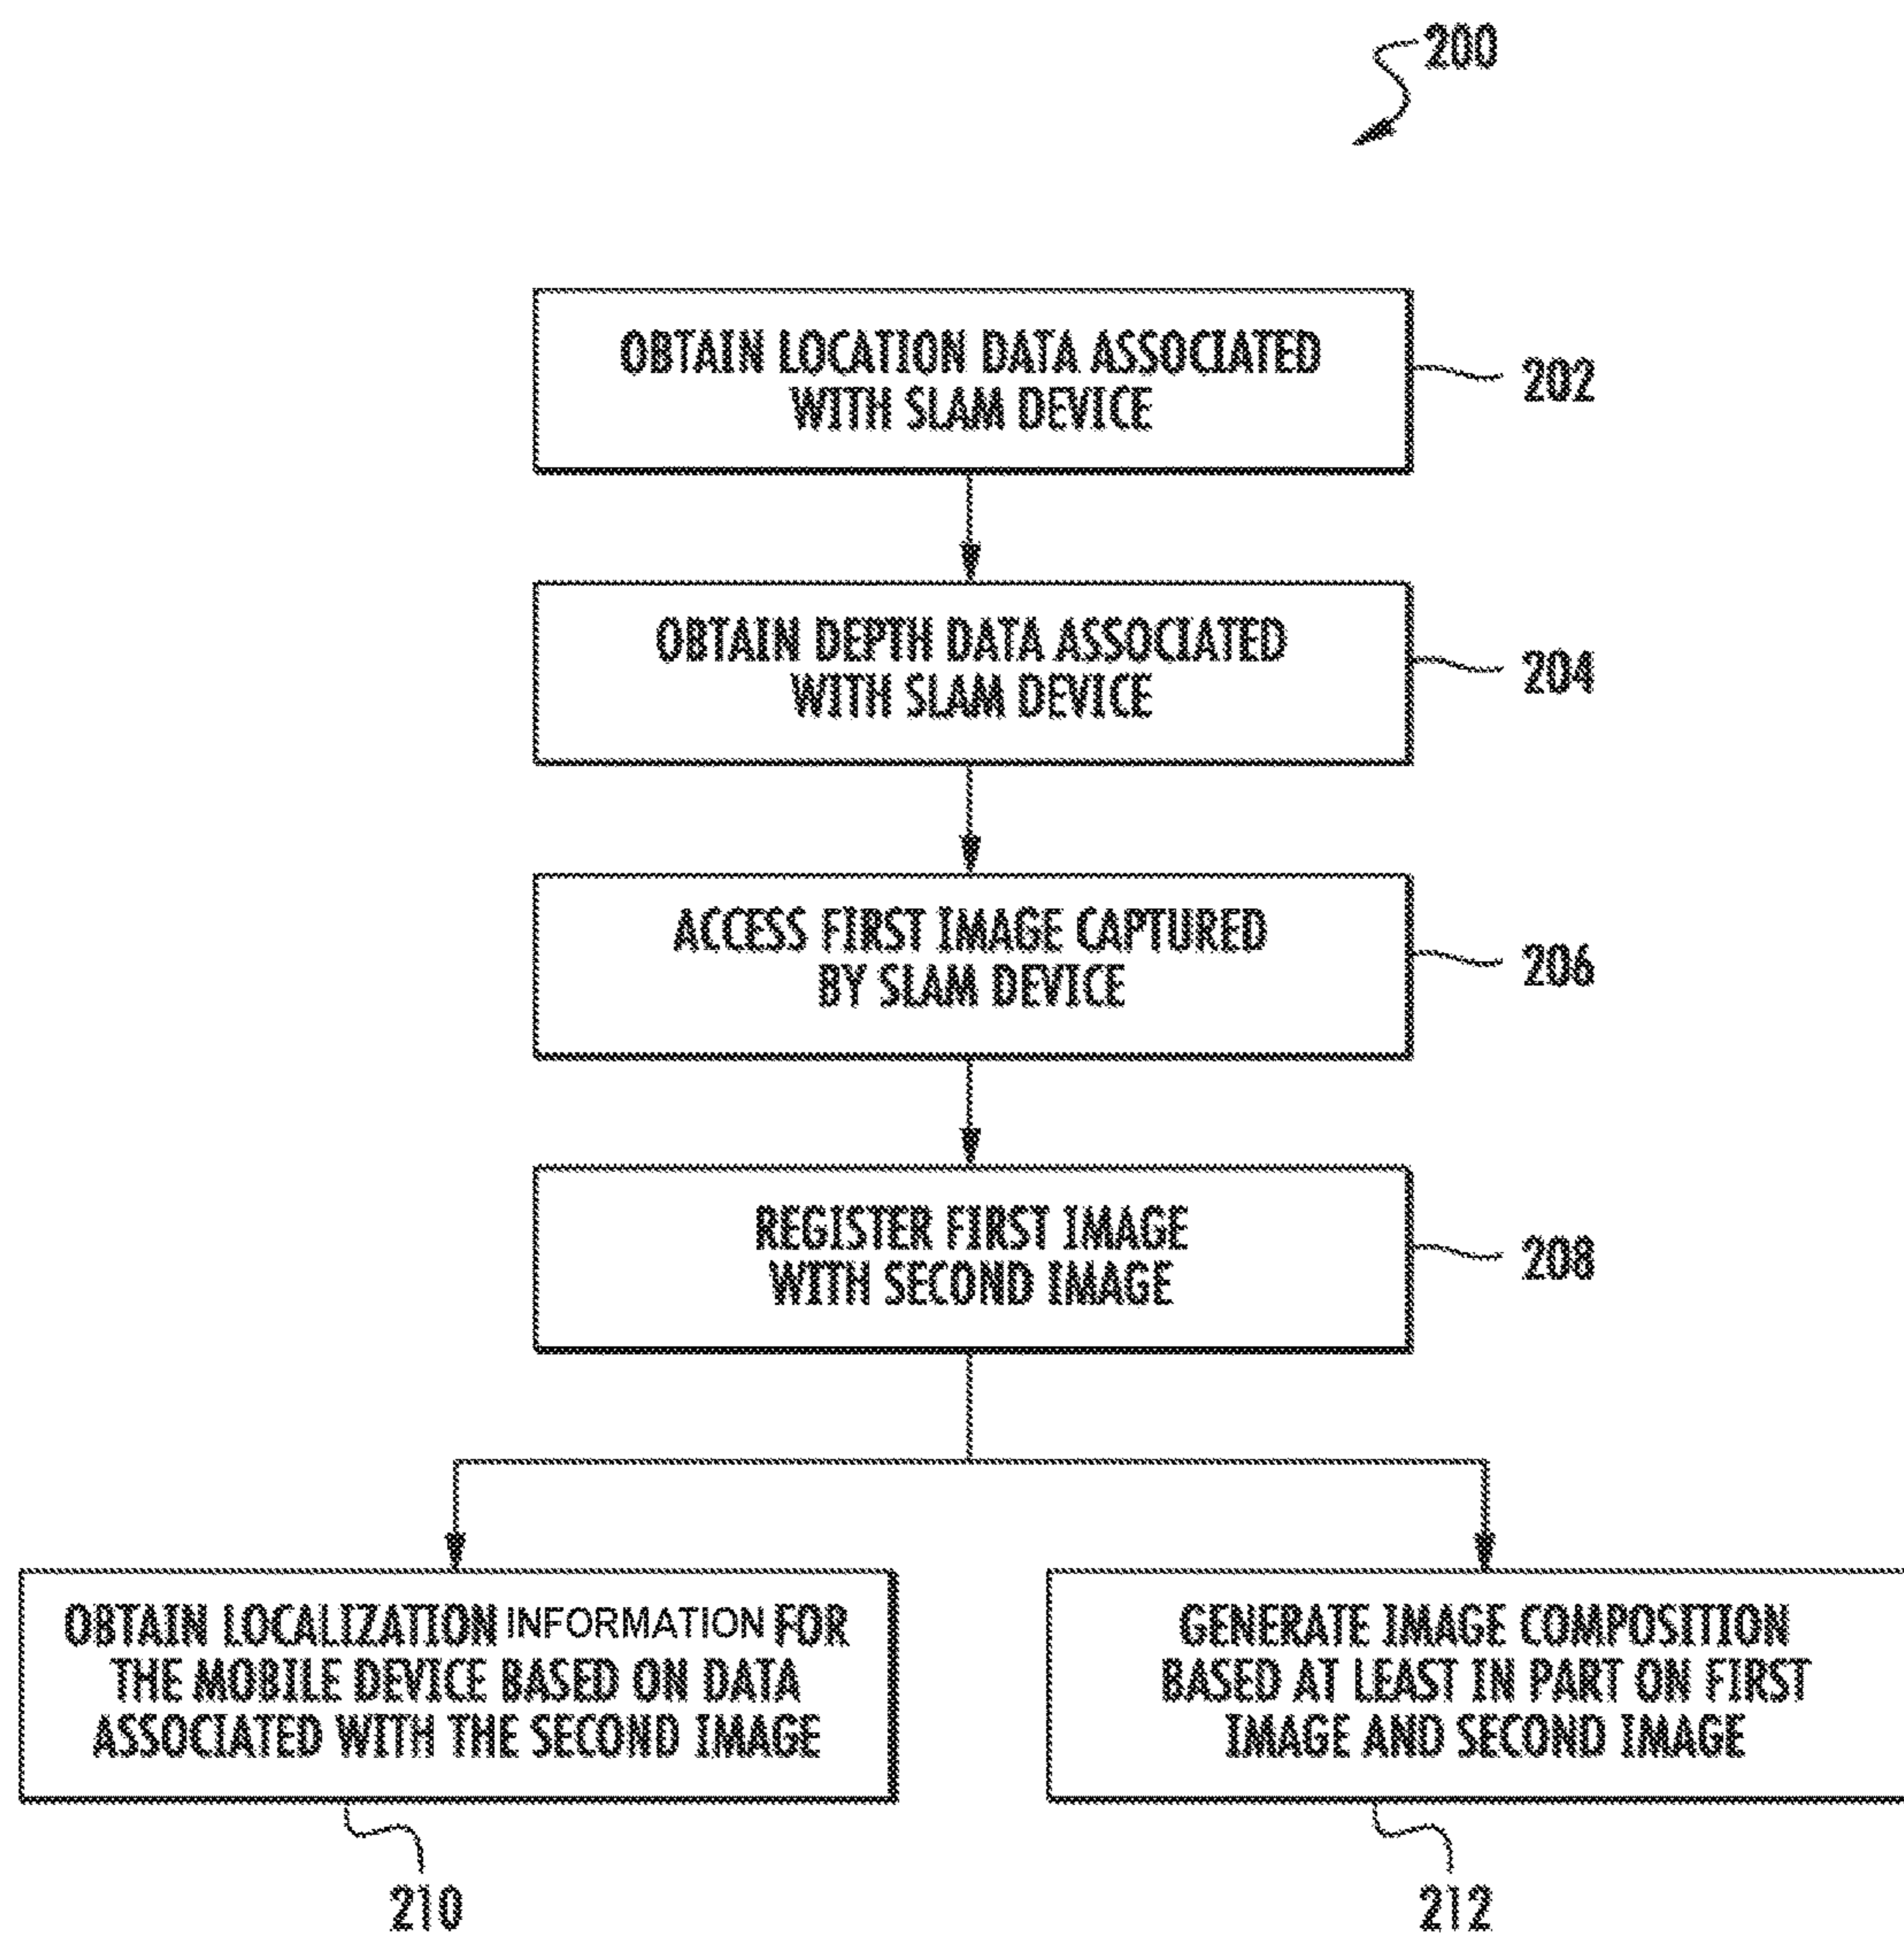 200
OBTAIN LOCATION DATA ASSOCIATED
WITH SLAM DEVICE
202
OBTAIN DEPTH DATA ASSOCIATED
WITH SLAM DEVICE
204
ACCESS FIRST IMAGE CAPTURED
BY SLAM DEVICE
206
REGISTER FIRST IMAGE
WITH SECOND IMAGE
208
OBTAIN LOCALIZATION INFORMATION FOR
THE MOBILE DEVICE BASED ON DATA
ASSOCIATED WITH THE SECOND IMAGE
210
GENERATE IMAGE COMPOSITION
BASED AT LEAST IN PART ON FIRST
IMAGE AND SECOND IMAGE
212